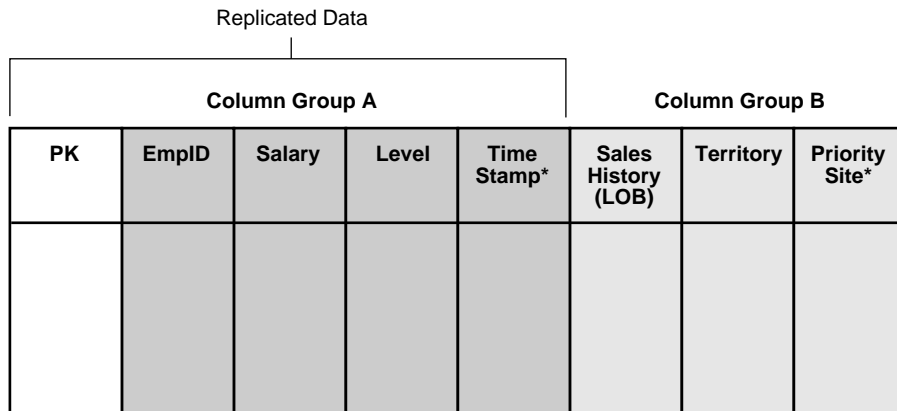 Replicated Data
Column Group A
Column Group B
PK
EmpID
Salary
Level
Time
Stamp*
Sales
History
(LOB)
Territory
Priority
Site*